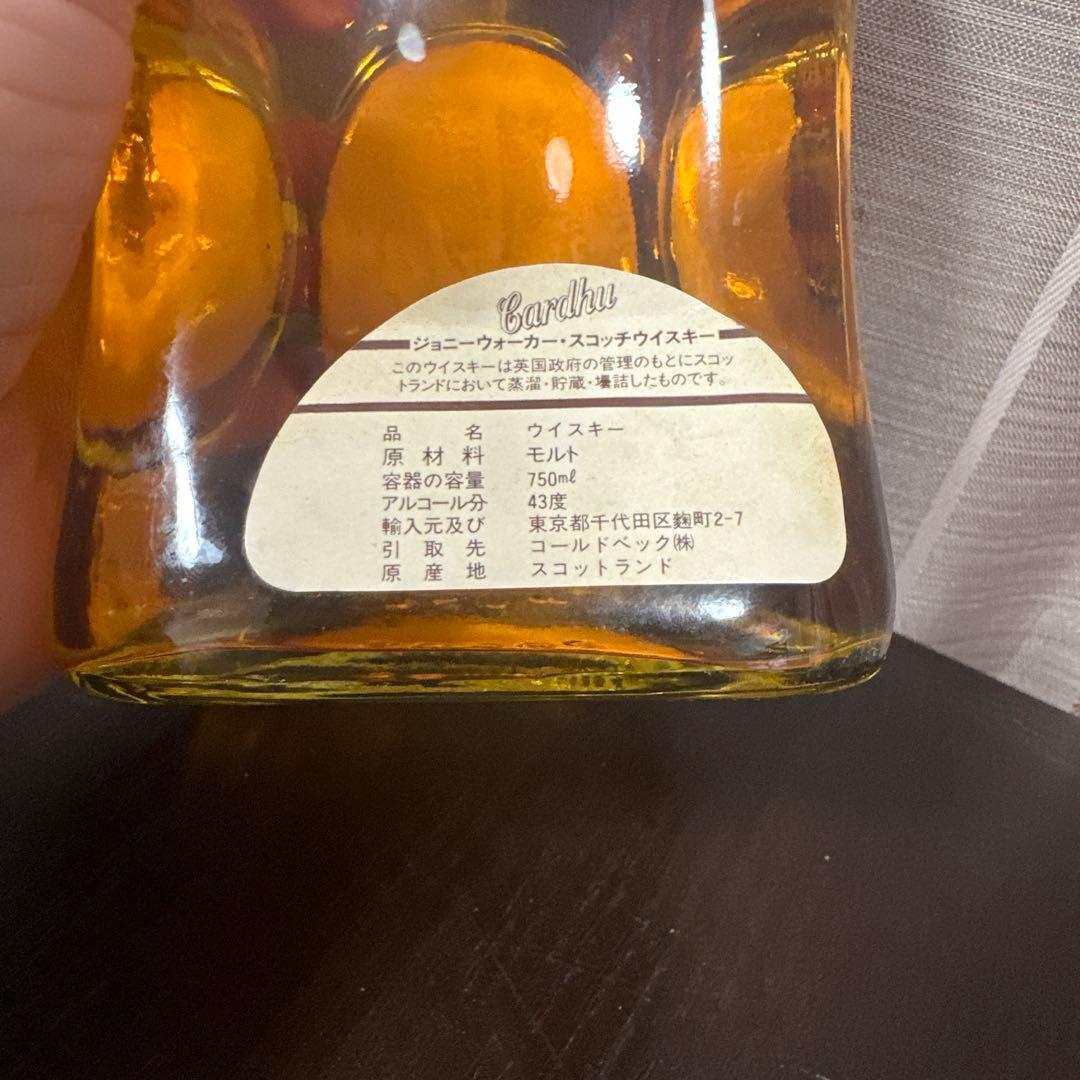 Cardhu
ジョニーウォーカー・スコッチウイスキー
このウイスキーは英国政府の管理のもとにスコッ
トランドにおいて蒸溜・貯蔵・壜詰したものです。
品名 ウイスキー
原材料 モルト
容器の容量 750㎖
アルコール分 43度
輸入元及び 東京都千代田区麹町2-7
引取先 コールドベック㈱
原産地 スコットランド